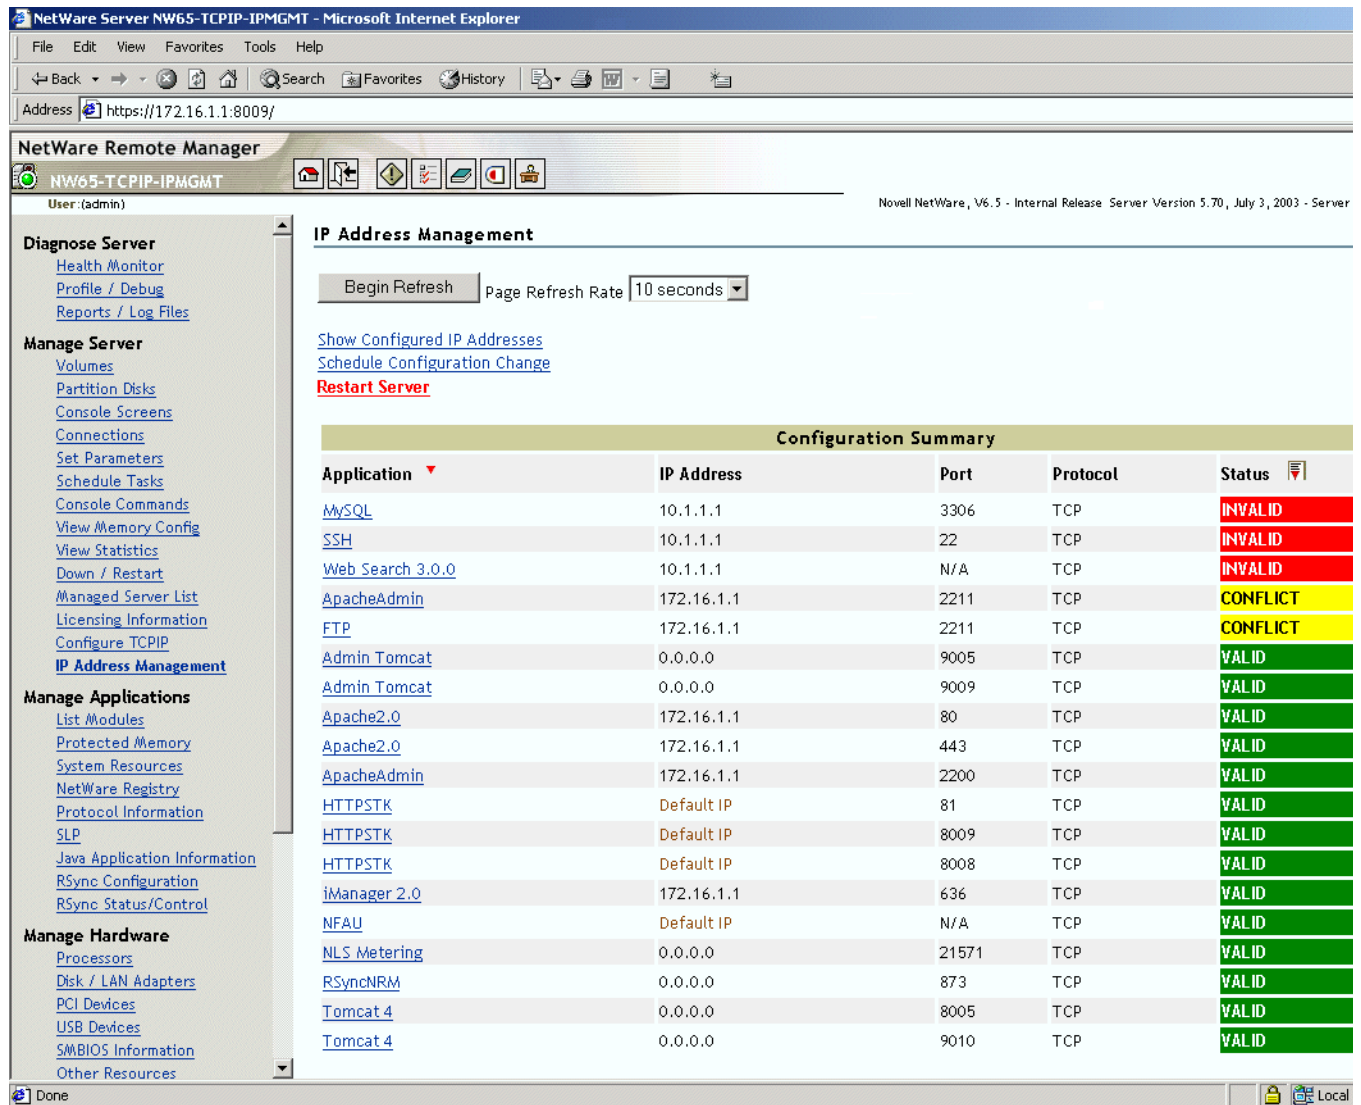 NetWare Server NW65-TCPIP-IPMGMT - Microsoft Internet Explorer
File Edit View Favorites Tools Help
Back Search Favorites History
Address https://172.16.1.1:8009/
NetWare Remote Manager
NW65-TCPIP-IPMGMT
User:(admin)
Novell NetWare, V6.5 - Internal Release Server Version 5.70, July 3, 2003 - Server
Diagnose Server
Health Monitor
Profile / Debug
Reports / Log Files
Manage Server
Volumes
Partition Disks
Console Screens
Connections
Set Parameters
Schedule Tasks
Console Commands
View Memory Config
View Statistics
Down / Restart
Managed Server List
Licensing Information
Configure TCPIP
IP Address Management
Manage Applications
List Modules
Protected Memory
System Resources
NetWare Registry
Protocol Information
SLP
Java Application Information
RSync Configuration
RSync Status/Control
Manage Hardware
Processors
Disk / LAN Adapters
PCI Devices
USB Devices
SMBIOS Information
Other Resources
IP Address Management
Begin Refresh Page Refresh Rate 10 seconds
Show Configured IP Addresses
Schedule Configuration Change
Restart Server
Configuration Summary
Application IP Address Port Protocol Status
MySQL 10.1.1.1 3306 TCP INVALID
SSH 10.1.1.1 22 TCP INVALID
Web Search 3.0.0 10.1.1.1 N/A TCP INVALID
ApacheAdmin 172.16.1.1 2211 TCP CONFLICT
FTP 172.16.1.1 2211 TCP CONFLICT
Admin Tomcat 0.0.0.0 9005 TCP VALID
Admin Tomcat 0.0.0.0 9009 TCP VALID
Apache2.0 172.16.1.1 80 TCP VALID
Apache2.0 172.16.1.1 443 TCP VALID
ApacheAdmin 172.16.1.1 2200 TCP VALID
HTTPSTK Default IP 81 TCP VALID
HTTPSTK Default IP 8009 TCP VALID
HTTPSTK Default IP 8008 TCP VALID
iManager 2.0 172.16.1.1 636 TCP VALID
NFAU Default IP N/A TCP VALID
NLS Metering 0.0.0.0 21571 TCP VALID
RSyncNRM 0.0.0.0 873 TCP VALID
Tomcat 4 0.0.0.0 8005 TCP VALID
Tomcat 4 0.0.0.0 9010 TCP VALID
Done Local